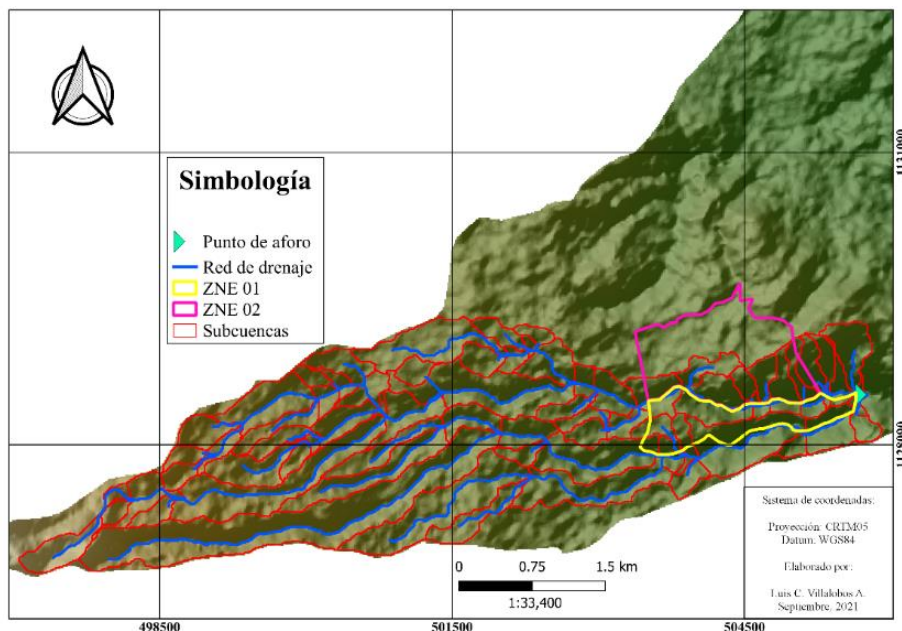 Simbología
Punto de aforo
Red de drenaje
ZNE 01
ZNE 02
Subcuencas
1131000
1128000
0 0.75 1.5 km
1:33,400
Sistema de coordenadas:
Proyección: CRTM05
Datum: WGS84
Elaborado por:
Luis C. Villalobos A.
Septiembre, 2021
498500
501500
504500